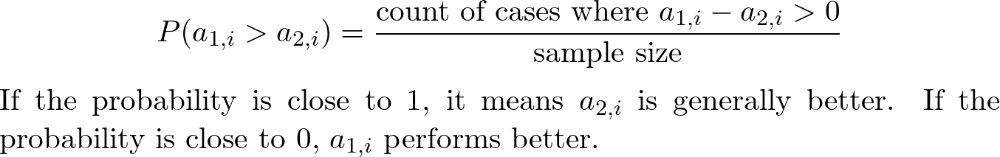 P(a_{1,i} > a_{2,i}) = \frac{\text{count of cases where } a_{1,i} - a_{2,i} > 0}{\text{sample size}}
If the probability is close to 1, it means a_{2,i} is generally better. If the
probability is close to 0, a_{1,i} performs better.